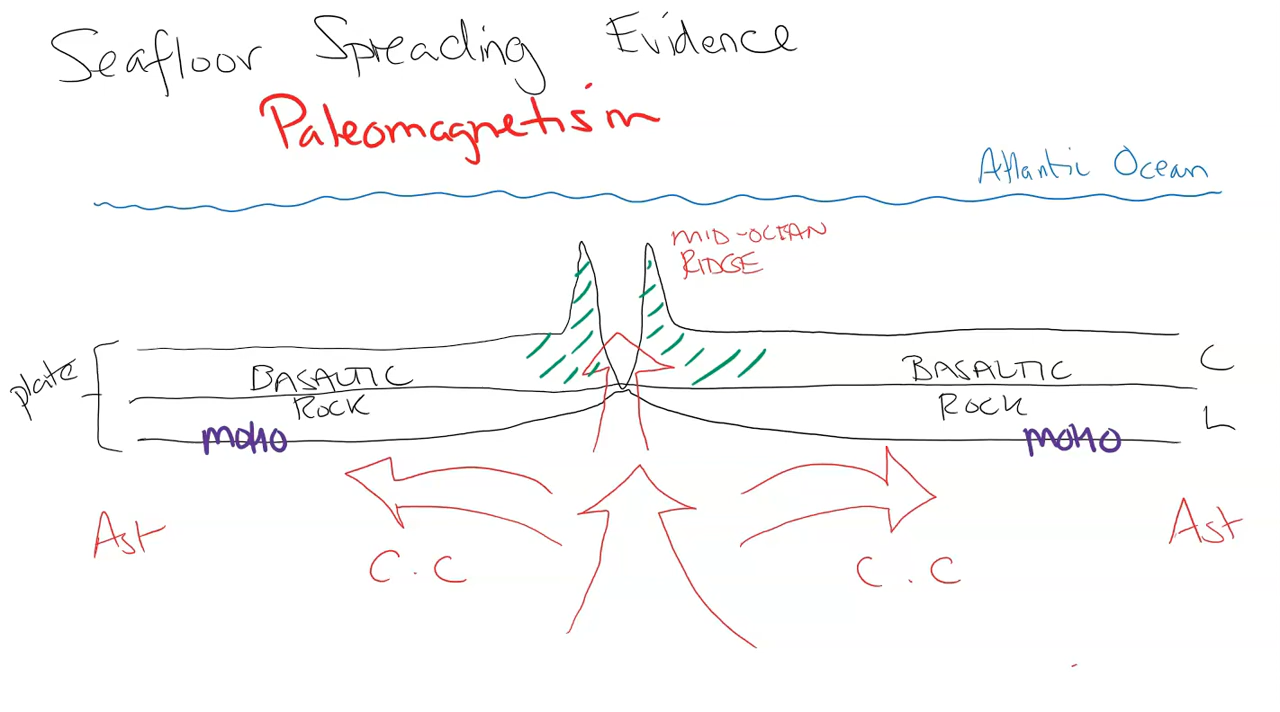 Seafloor Spreading Evidence
Paleomagnetism
Atlantic Ocean
MID-OCEAN
RIDGE
plate
BASALTIC
ROCK
MOHO
BASALTIC
ROCK
MOHO
C
L
Ast
C.C
C.C
Ast